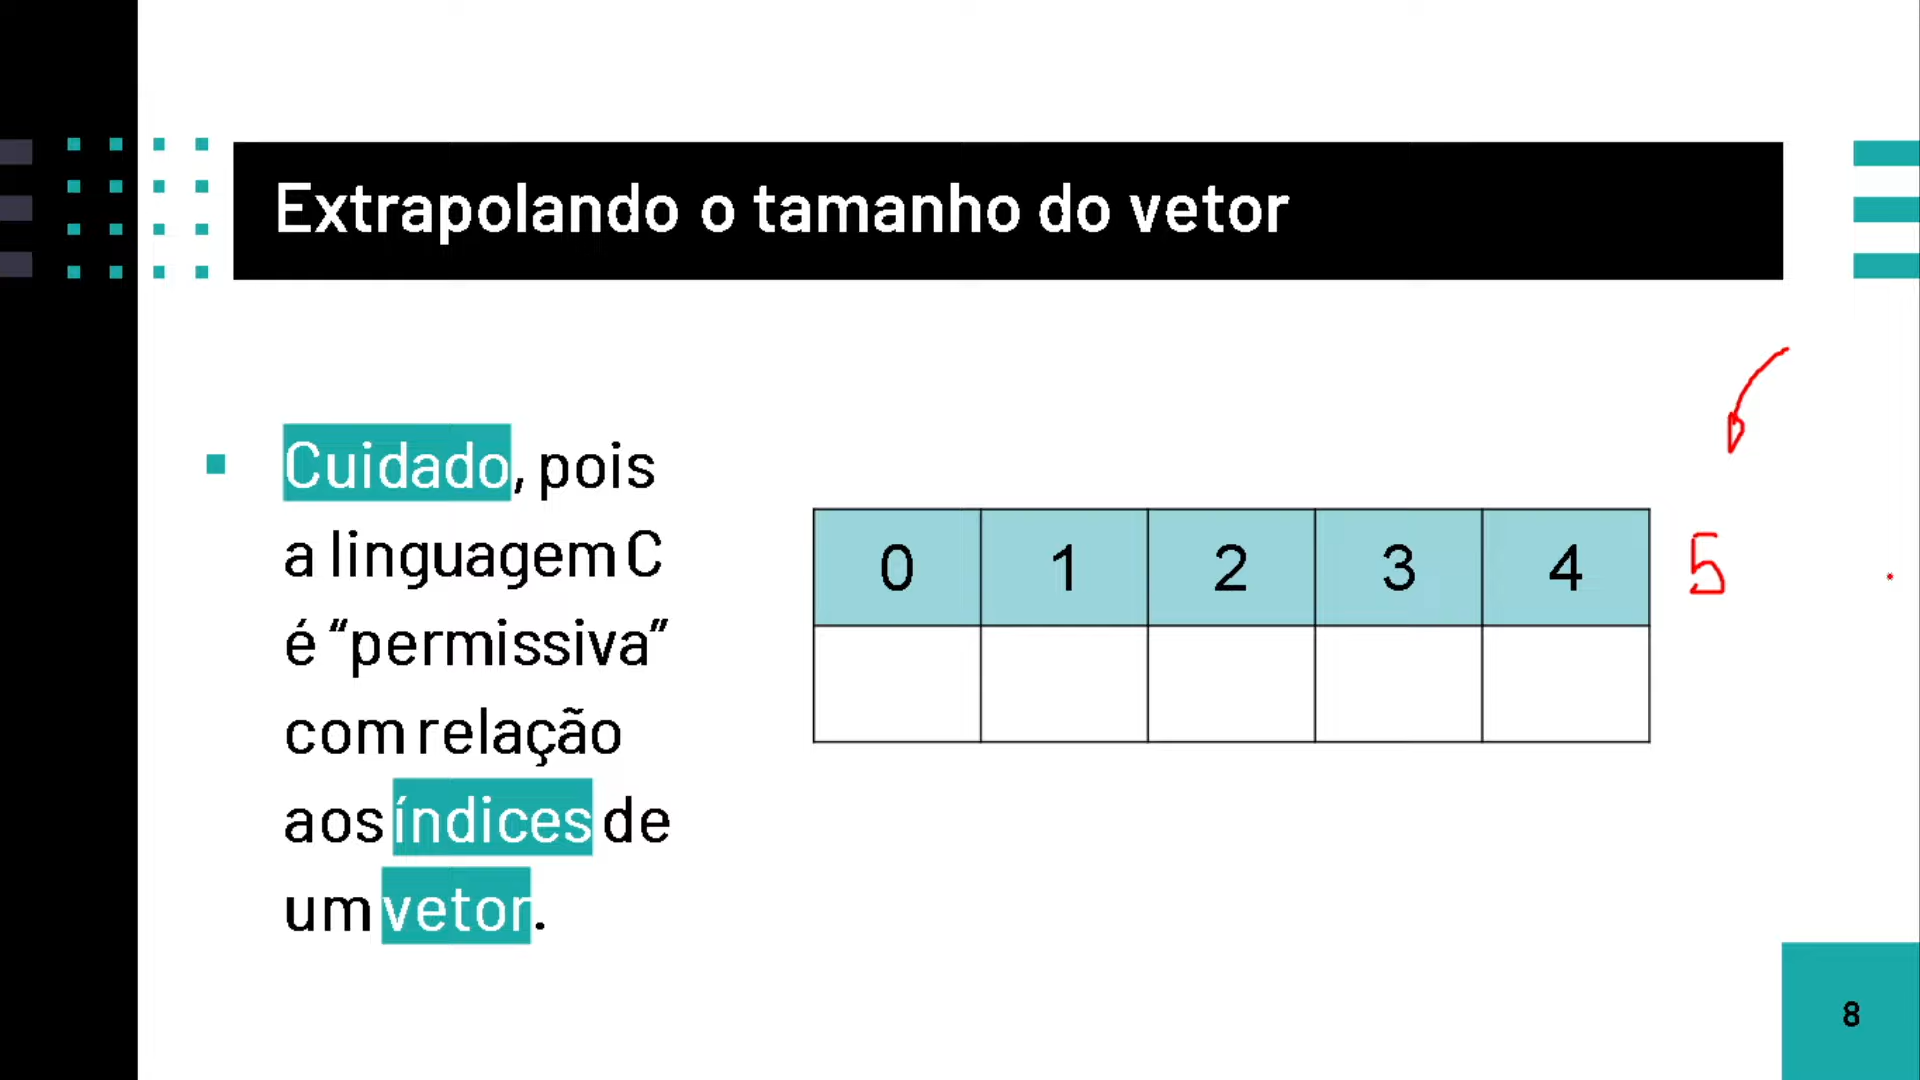 Extrapolando o tamanho do vetor
Cuidado, pois
a linguagem C
é “permissiva”
com relação
aos índices de
um vetor.
0 1 2 3 4 5
8